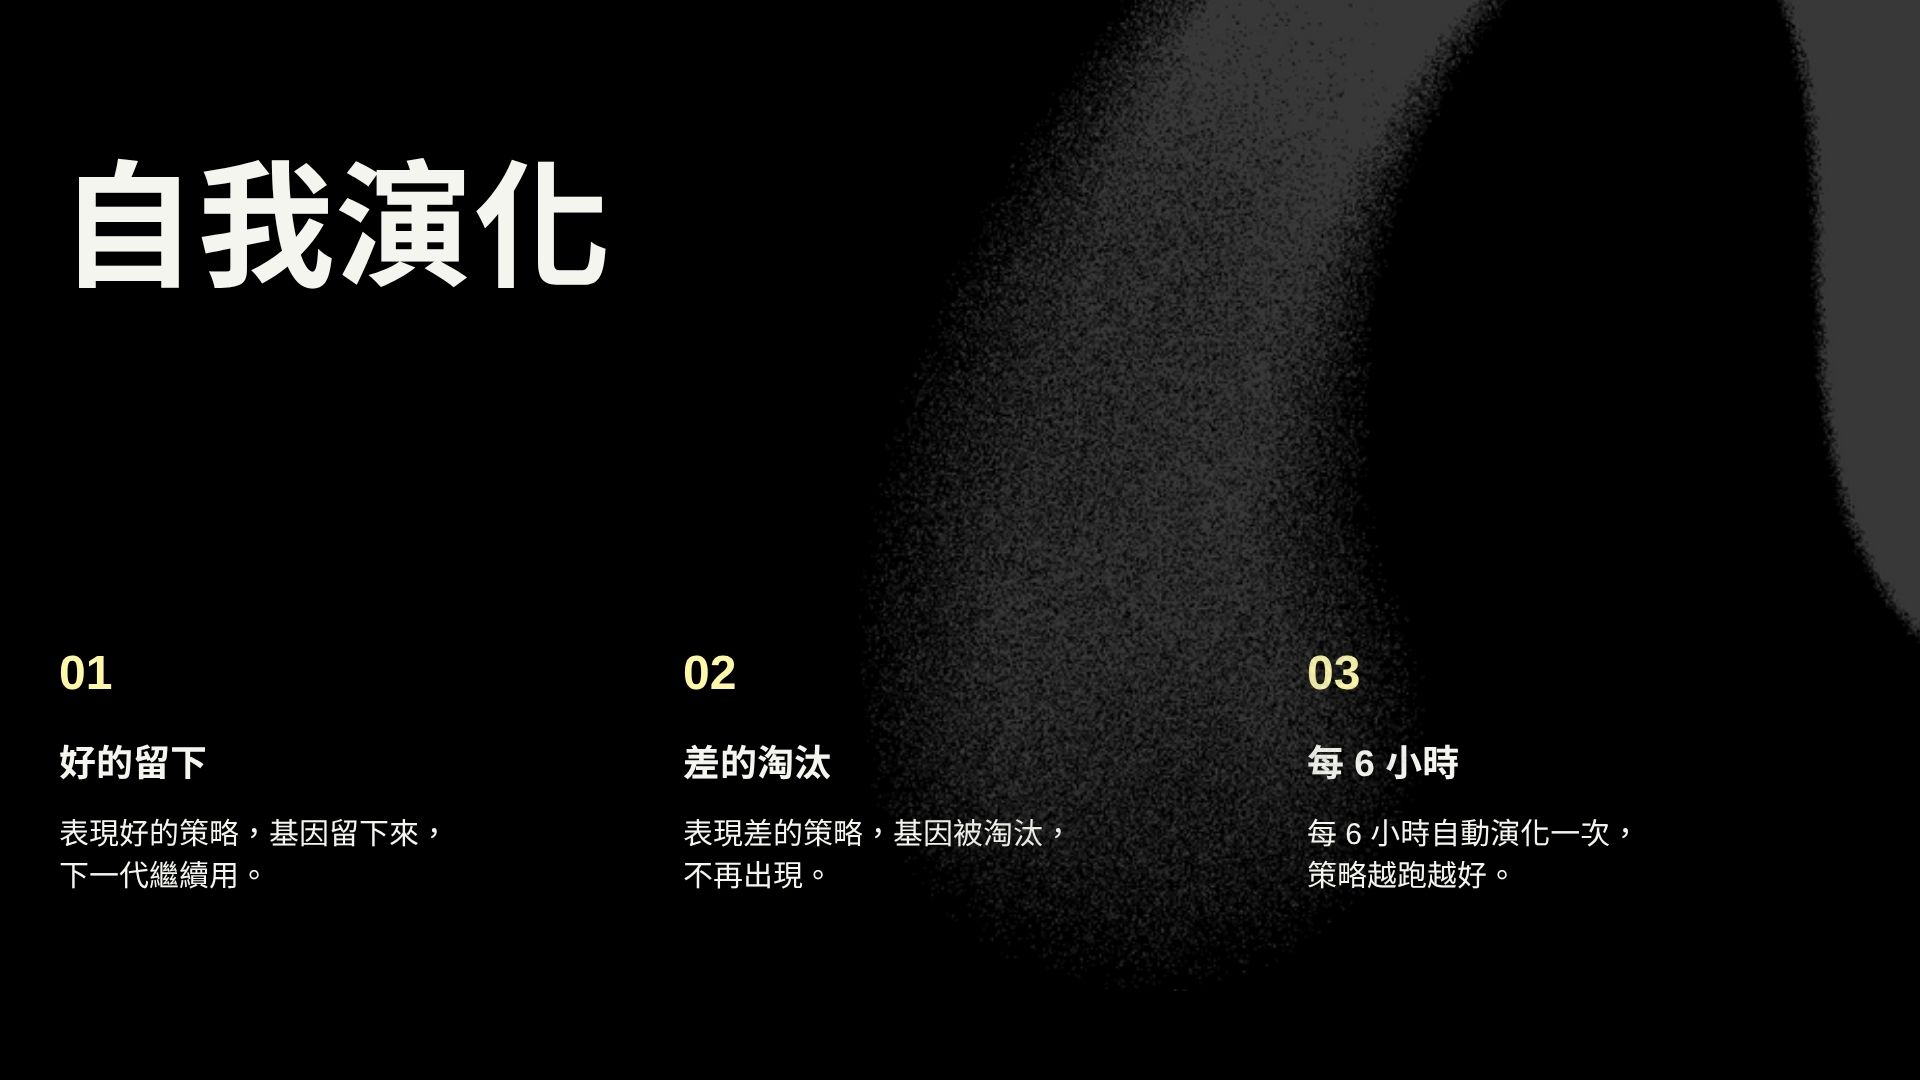 自我演化
01
好的留下
表現好的策略，基因留下來，
下一代繼續用。
02
差的淘汰
表現差的策略，基因被淘汰，
不再出現。
03
每 6 小時
每 6 小時自動演化一次，
策略越跑越好。